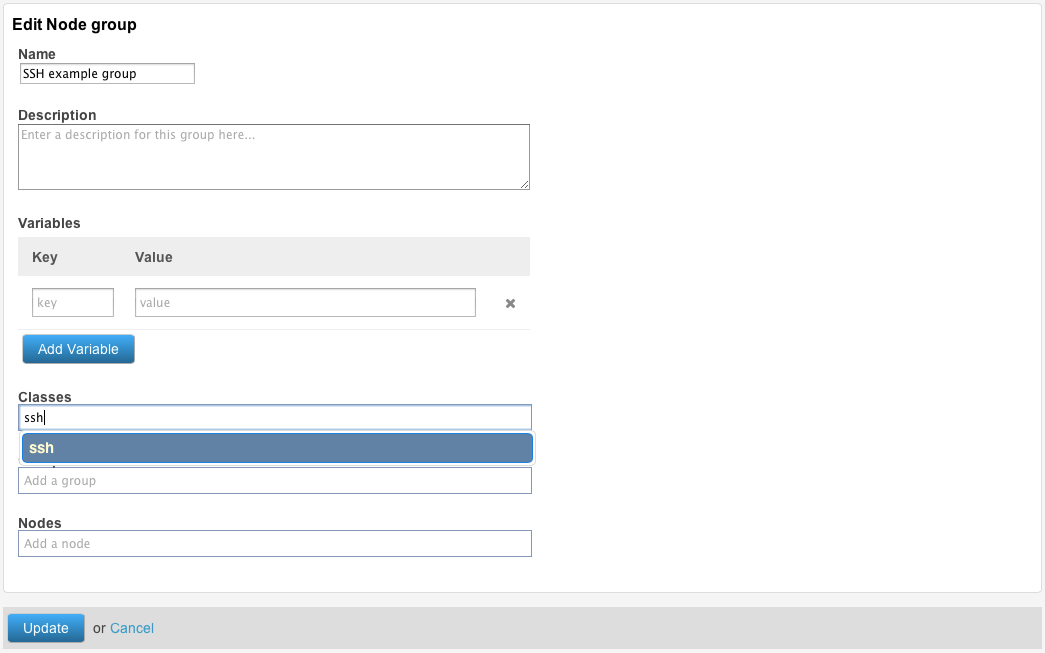 Edit Node group
Name
SSH example group
Description
Enter a description for this group here...
Variables
Key Value
key value
Add Variable
Classes
ssh
ssh
Add a group
Nodes
Add a node
Update or Cancel